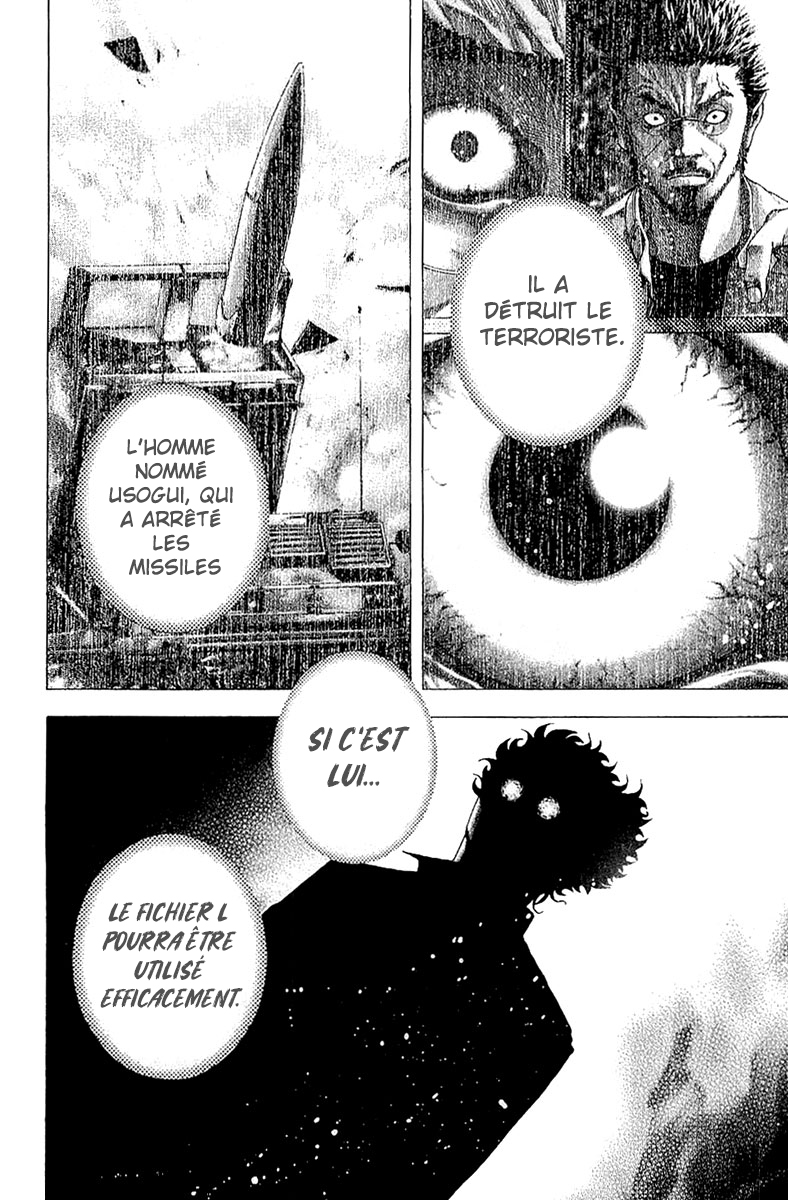 IL A
DÉTRUIT LE
TERRORISTE.
L'HOMME
NOMMÉ
USOGUI, QUI
A ARRÊTÉ
LES
MISSILES
SI C'EST
LUI...
LE FICHIER L
POURRA ÊTRE
UTILISÉ
EFFICACEMENT.